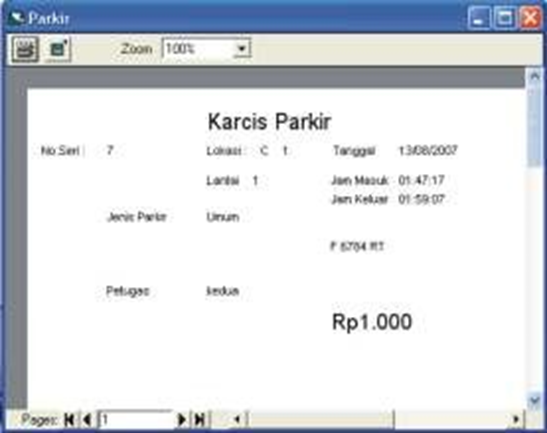 Parkir
Zoom 100%
Karcis Parkir
No Seri : 7 Lokasi : C 1 Tanggal 13/08/2007
Lantai 1 Jam Masuk 01:47:17
Jam Keluar 01:59:07
Jenis Parkir Umum
F 6784 RT
Petugas kedua
Rp1.000
Pages: 1